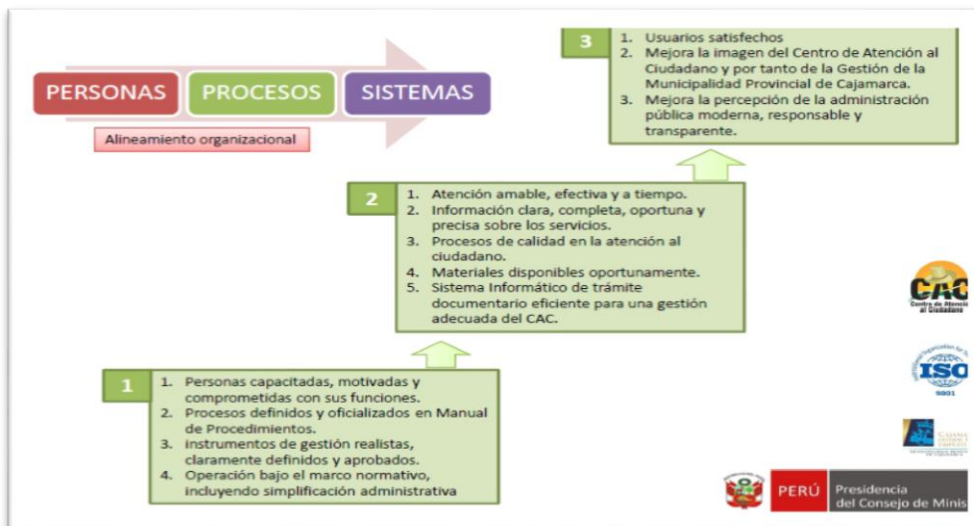 PERSONAS PROCESOS SISTEMAS
Alineamiento organizacional
3
1. Usuarios satisfechos
2. Mejora la imagen del Centro de Atención al
Ciudadano y por tanto de la Gestión de la
Municipalidad Provincial de Cajamarca.
3. Mejora la percepción de la administración
pública moderna, responsable y
transparente.
2
1. Atención amable, efectiva y a tiempo.
2. Información clara, completa, oportuna y
precisa sobre los servicios.
3. Procesos de calidad en la atención al
ciudadano.
4. Materiales disponibles oportunamente.
5. Sistema Informático de trámite
documentario eficiente para una gestión
adecuada del CAC.
1
1. Personas capacitadas, motivadas y
comprometidas con sus funciones.
2. Procesos definidos y oficializados en Manual
de Procedimientos.
3. instrumentos de gestión realistas,
claramente definidos y aprobados.
4. Operación bajo el marco normativo,
incluyendo simplificación administrativa
CAC
Centro de Atenció
al Ciudadano
ISO
9001
PERÚ
Presidencia
del Consejo de Minis